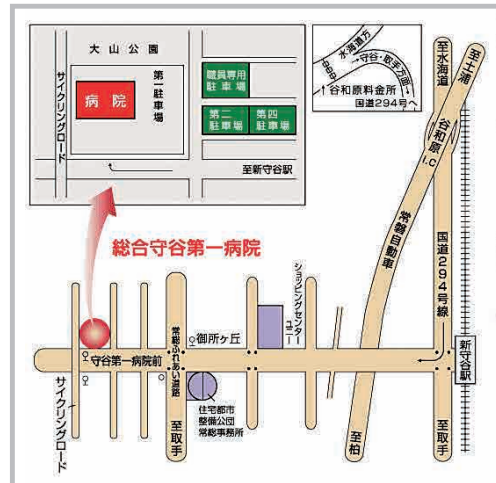 大山公園
サイクリングロード
病院
第一駐車場
職員専用
駐車場
第二
駐車場
第四
駐車場
至新守谷駅
水海道方
守谷・取手方面
谷和原料金所
国道294号へ
至水海道
至土浦
谷和原I.C
常磐自動車
国道294号線
新守谷駅
総合守谷第一病院
ショッピングセンター
ユニー
御所ヶ丘
守谷第一病院前
常総ふれあい道路
サイクリングロード
住宅都市
整備公団
常総事務所
至取手
至柏
至取手